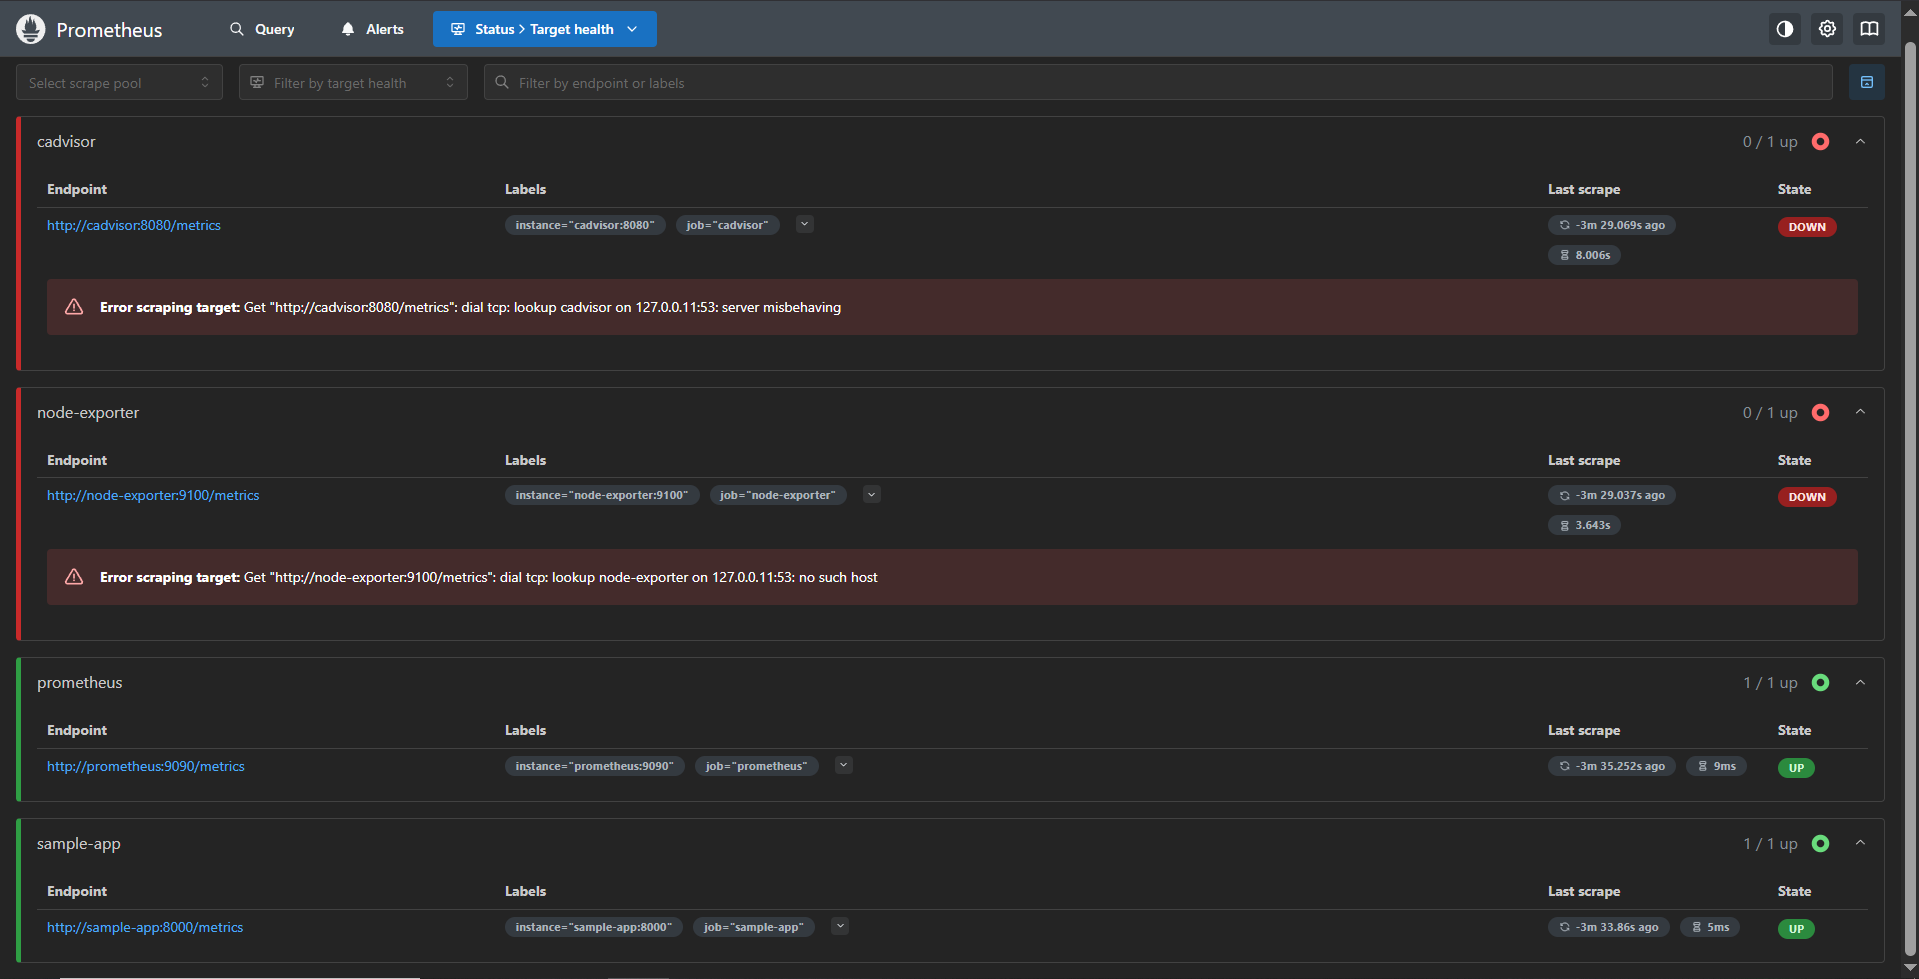 Prometheus
Query
Alerts
Status > Target health
Select scrape pool
Filter by target health
Filter by endpoint or labels
cadvisor
0 / 1 up
Endpoint Labels Last scrape State
http://cadvisor:8080/metrics instance="cadvisor:8080" job="cadvisor" -3m 29.069s ago DOWN
8.006s
Error scraping target: Get "http://cadvisor:8080/metrics": dial tcp: lookup cadvisor on 127.0.0.11:53: server misbehaving
node-exporter
0 / 1 up
Endpoint Labels Last scrape State
http://node-exporter:9100/metrics instance="node-exporter:9100" job="node-exporter" -3m 29.037s ago DOWN
3.643s
Error scraping target: Get "http://node-exporter:9100/metrics": dial tcp: lookup node-exporter on 127.0.0.11:53: no such host
prometheus
1 / 1 up
Endpoint Labels Last scrape State
http://prometheus:9090/metrics instance="prometheus:9090" job="prometheus" -3m 35.252s ago 9ms UP
sample-app
1 / 1 up
Endpoint Labels Last scrape State
http://sample-app:8000/metrics instance="sample-app:8000" job="sample-app" -3m 33.86s ago 5ms UP